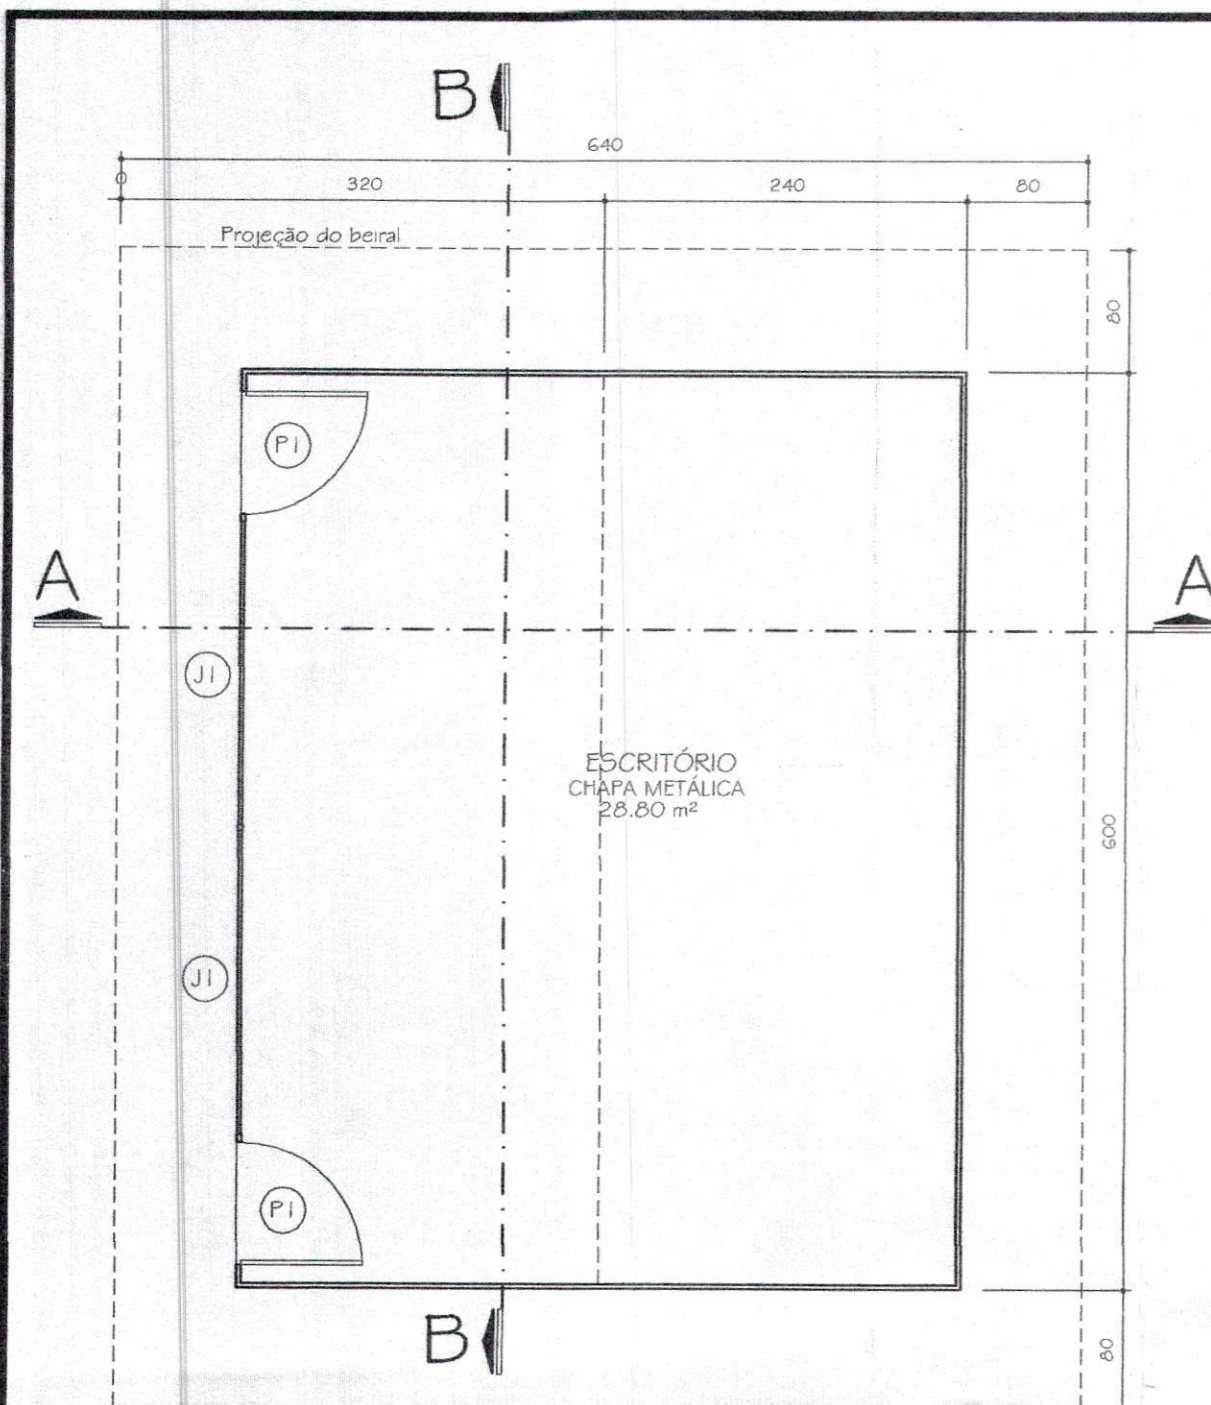 B
640
0
320
240
80
Projeção do beiral
80
P1
A
A
J1
ESCRITÓRIO
CHAPA METÁLICA
28.80 m²
600
J1
P1
B
80